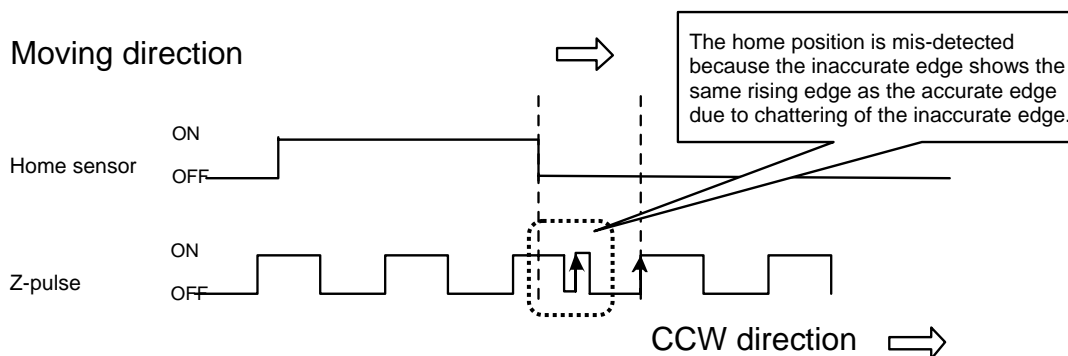 Moving direction
The home position is mis-detected
because the inaccurate edge shows the
same rising edge as the accurate edge
due to chattering of the inaccurate edge.
ON
Home sensor
OFF
ON
Z-pulse
OFF
CCW direction